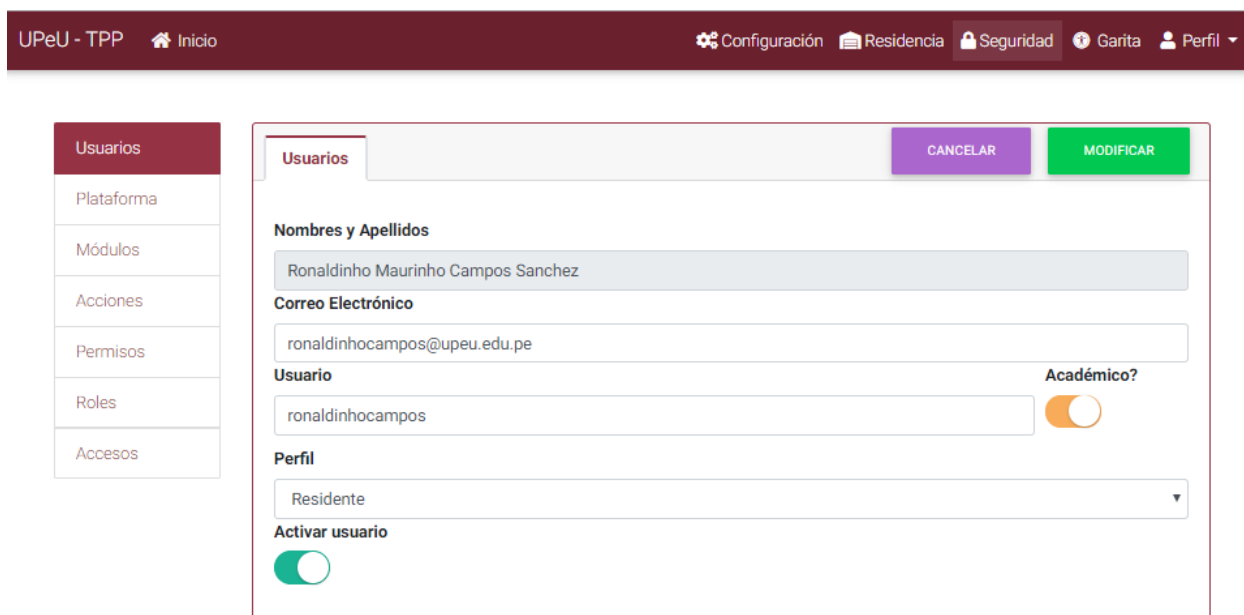 UPeU - TPP Inicio Configuración Residencia Seguridad Garita Perfil
Usuarios
Plataforma
Módulos
Acciones
Permisos
Roles
Accesos
Usuarios CANCELAR MODIFICAR
Nombres y Apellidos
Ronaldinho Maurinho Campos Sanchez
Correo Electrónico
ronaldinhocampos@upeu.edu.pe
Usuario Académico?
ronaldinhocampos
Perfil
Residente
Activar usuario